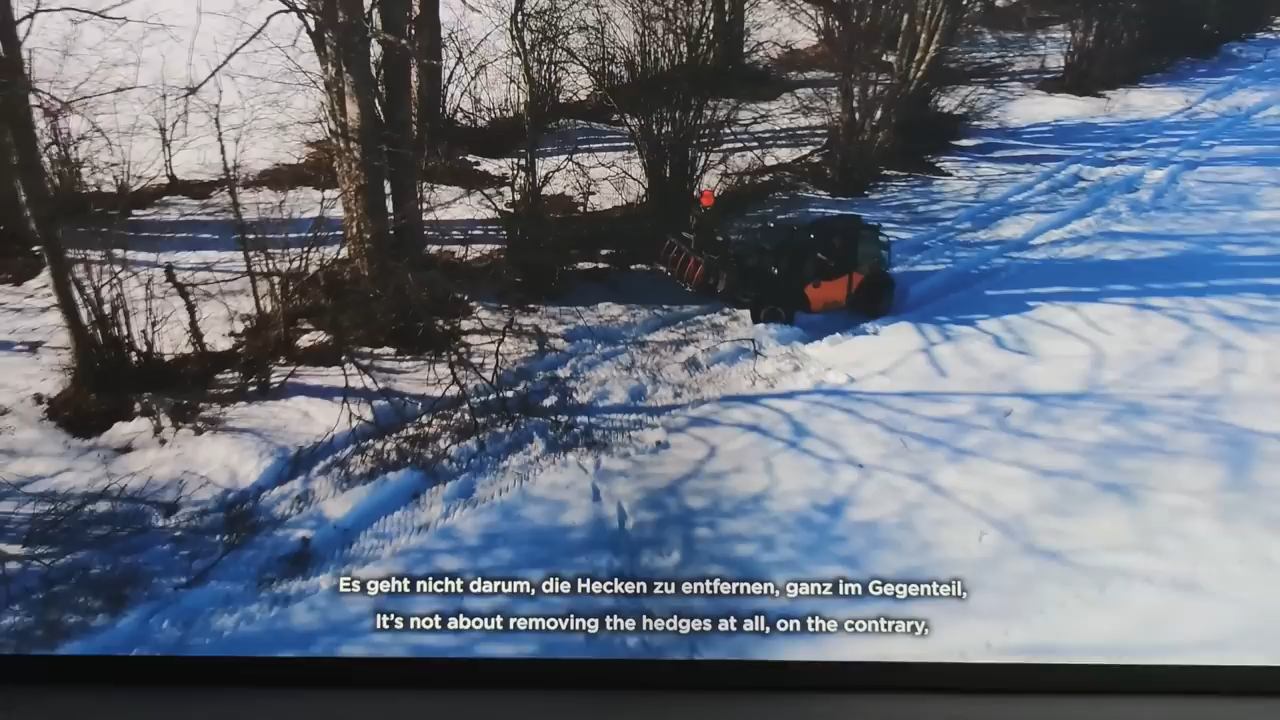 Es geht nicht darum, die Hecken zu entfernen, ganz im Gegenteil,
It's not about removing the hedges at all, on the contrary,